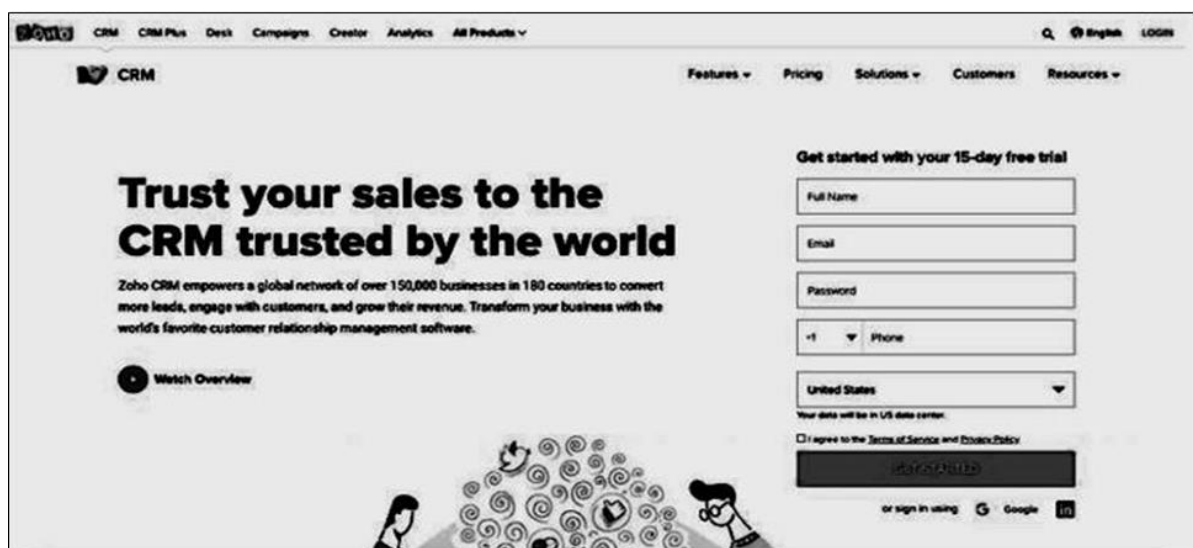 ZOHO CRM CRM Plus Desk Campaigns Creator Analytics All Products English LOGIN
CRM Features Pricing Solutions Customers Resources
Trust your sales to the
CRM trusted by the world
Zoho CRM empowers a global network of over 150,000 businesses in 180 countries to convert
more leads, engage with customers, and grow their revenue. Transform your business with the
world's favorite customer relationship management software.
Watch Overview
Get started with your 15-day free trial
Full Name
Email
Password
+1 Phone
United States
Your data will be in US data center.
I agree to the Terms of Service and Privacy Policy
GET STARTED
or sign in using G Google in